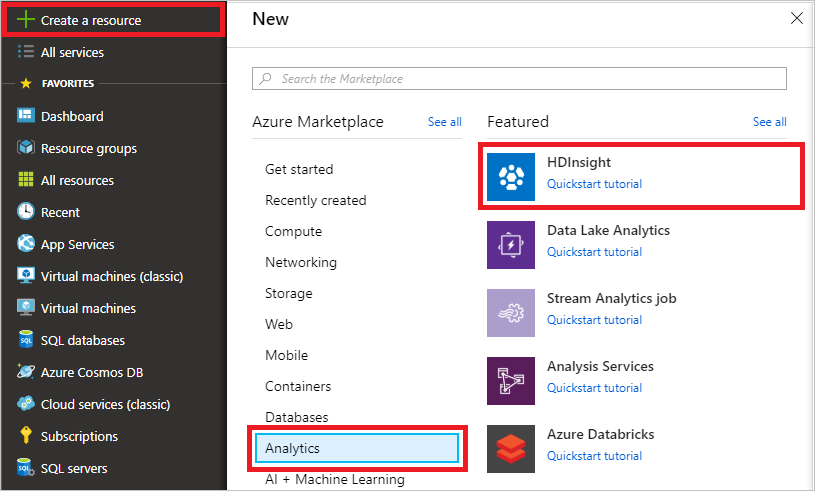 Create a resource
All services
FAVORITES
Dashboard
Resource groups
All resources
Recent
App Services
Virtual machines (classic)
Virtual machines
SQL databases
Azure Cosmos DB
Cloud services (classic)
Subscriptions
SQL servers
New
Search the Marketplace
Azure Marketplace
See all
Get started
Recently created
Compute
Networking
Storage
Web
Mobile
Containers
Databases
Analytics
AI + Machine Learning
Featured
See all
HDInsight
Quickstart tutorial
Data Lake Analytics
Quickstart tutorial
Stream Analytics job
Quickstart tutorial
Analysis Services
Quickstart tutorial
Azure Databricks
Quickstart tutorial